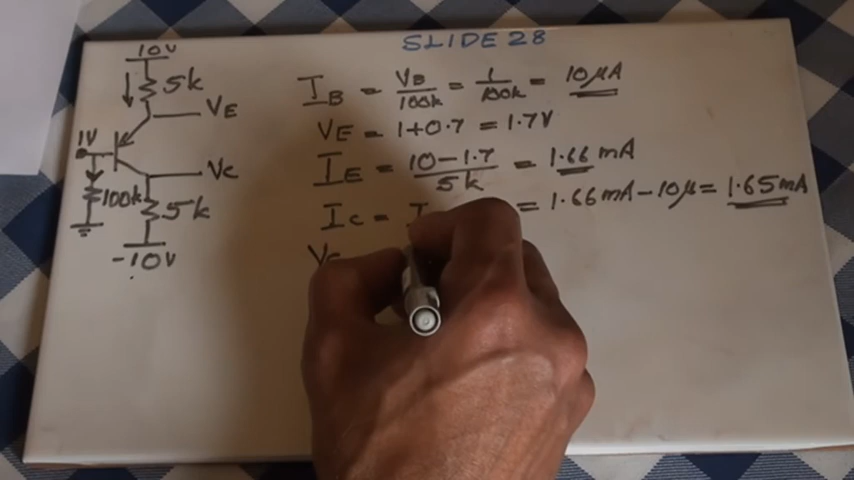 SLIDE 28
10V
5k
VE
1V
VC
100k
5k
-10V
IB = VB/100k = 1/100k = 10μA
VE = 1+0.7 = 1.7V
IE = 10-1.7/5k = 1.66 mA
IC = I = 1.66mA-10μ= 1.65mA